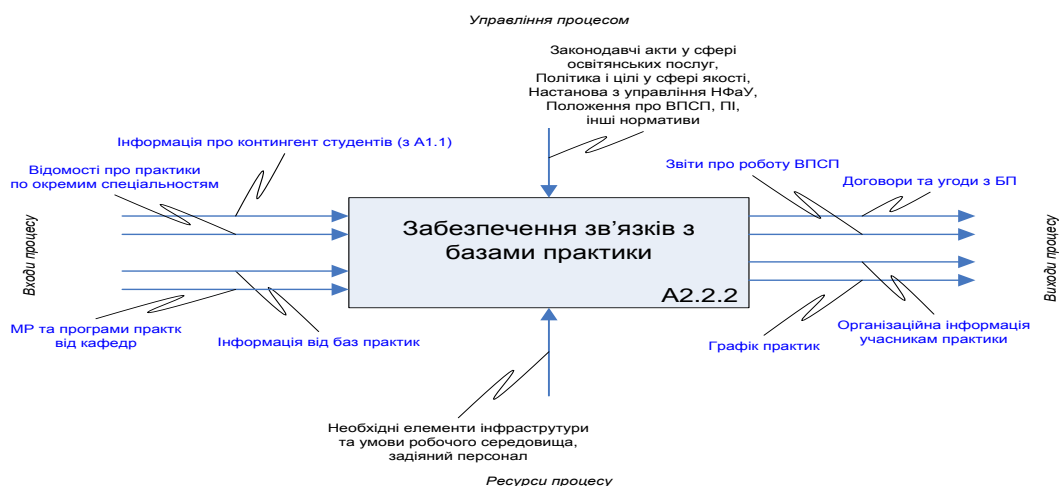 Управління процесом
Законодавчі акти у сфері
освітянських послуг,
Політика і цілі у сфері якості,
Настанова з управління НФаУ,
Положення про ВПСП, ПІ,
інші нормативи
Інформація про контингент студентів (з А1.1)
Відомості про практики
по окремим спеціальностям
Звіти про роботу ВПСП
Договори та угоди з БП
Входи процесу
Забезпечення зв’язків з
базами практики
А2.2.2
Виходи процесу
МР та програми практк
від кафедр
Інформація від баз практик
Графік практик
Організаційна інформація
учасникам практики
Необхідні елементи інфраструтури
та умови робочого середовища,
задіяний персонал
Ресурси процесу